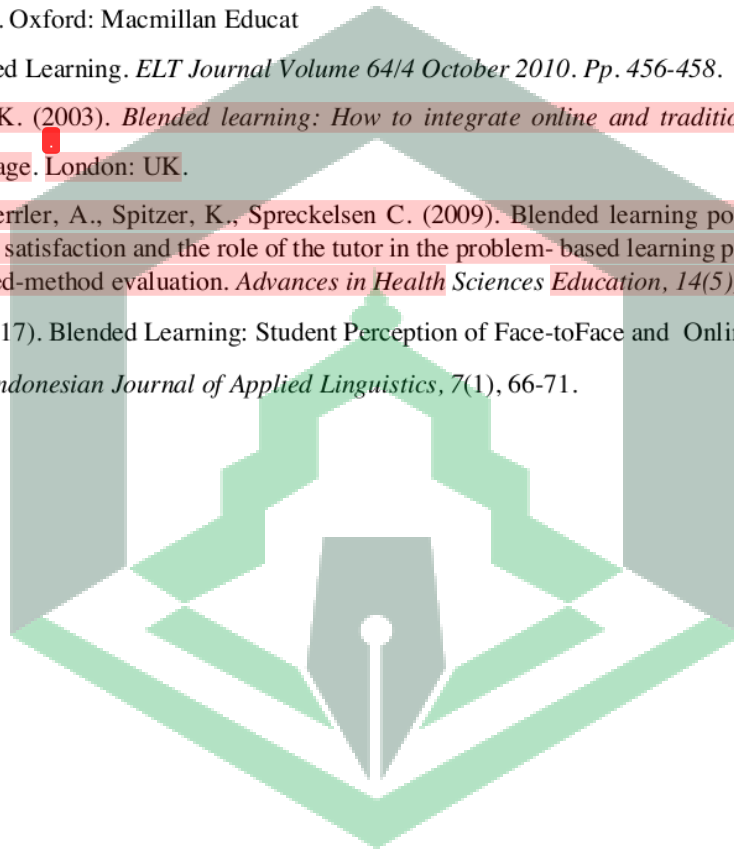 . Oxford: Macmillan Educat
ed Learning. ELT Journal Volume 64/4 October 2010. Pp. 456-458.
K. (2003). Blended learning: How to integrate online and traditio
age. London: UK.
errler, A., Spitzer, K., Spreckelsen C. (2009). Blended learning po
satisfaction and the role of the tutor in the problem- based learning p
ed-method evaluation. Advances in Health Sciences Education, 14(5)
17). Blended Learning: Student Perception of Face-toFace and Onli
ndonesian Journal of Applied Linguistics, 7(1), 66-71.